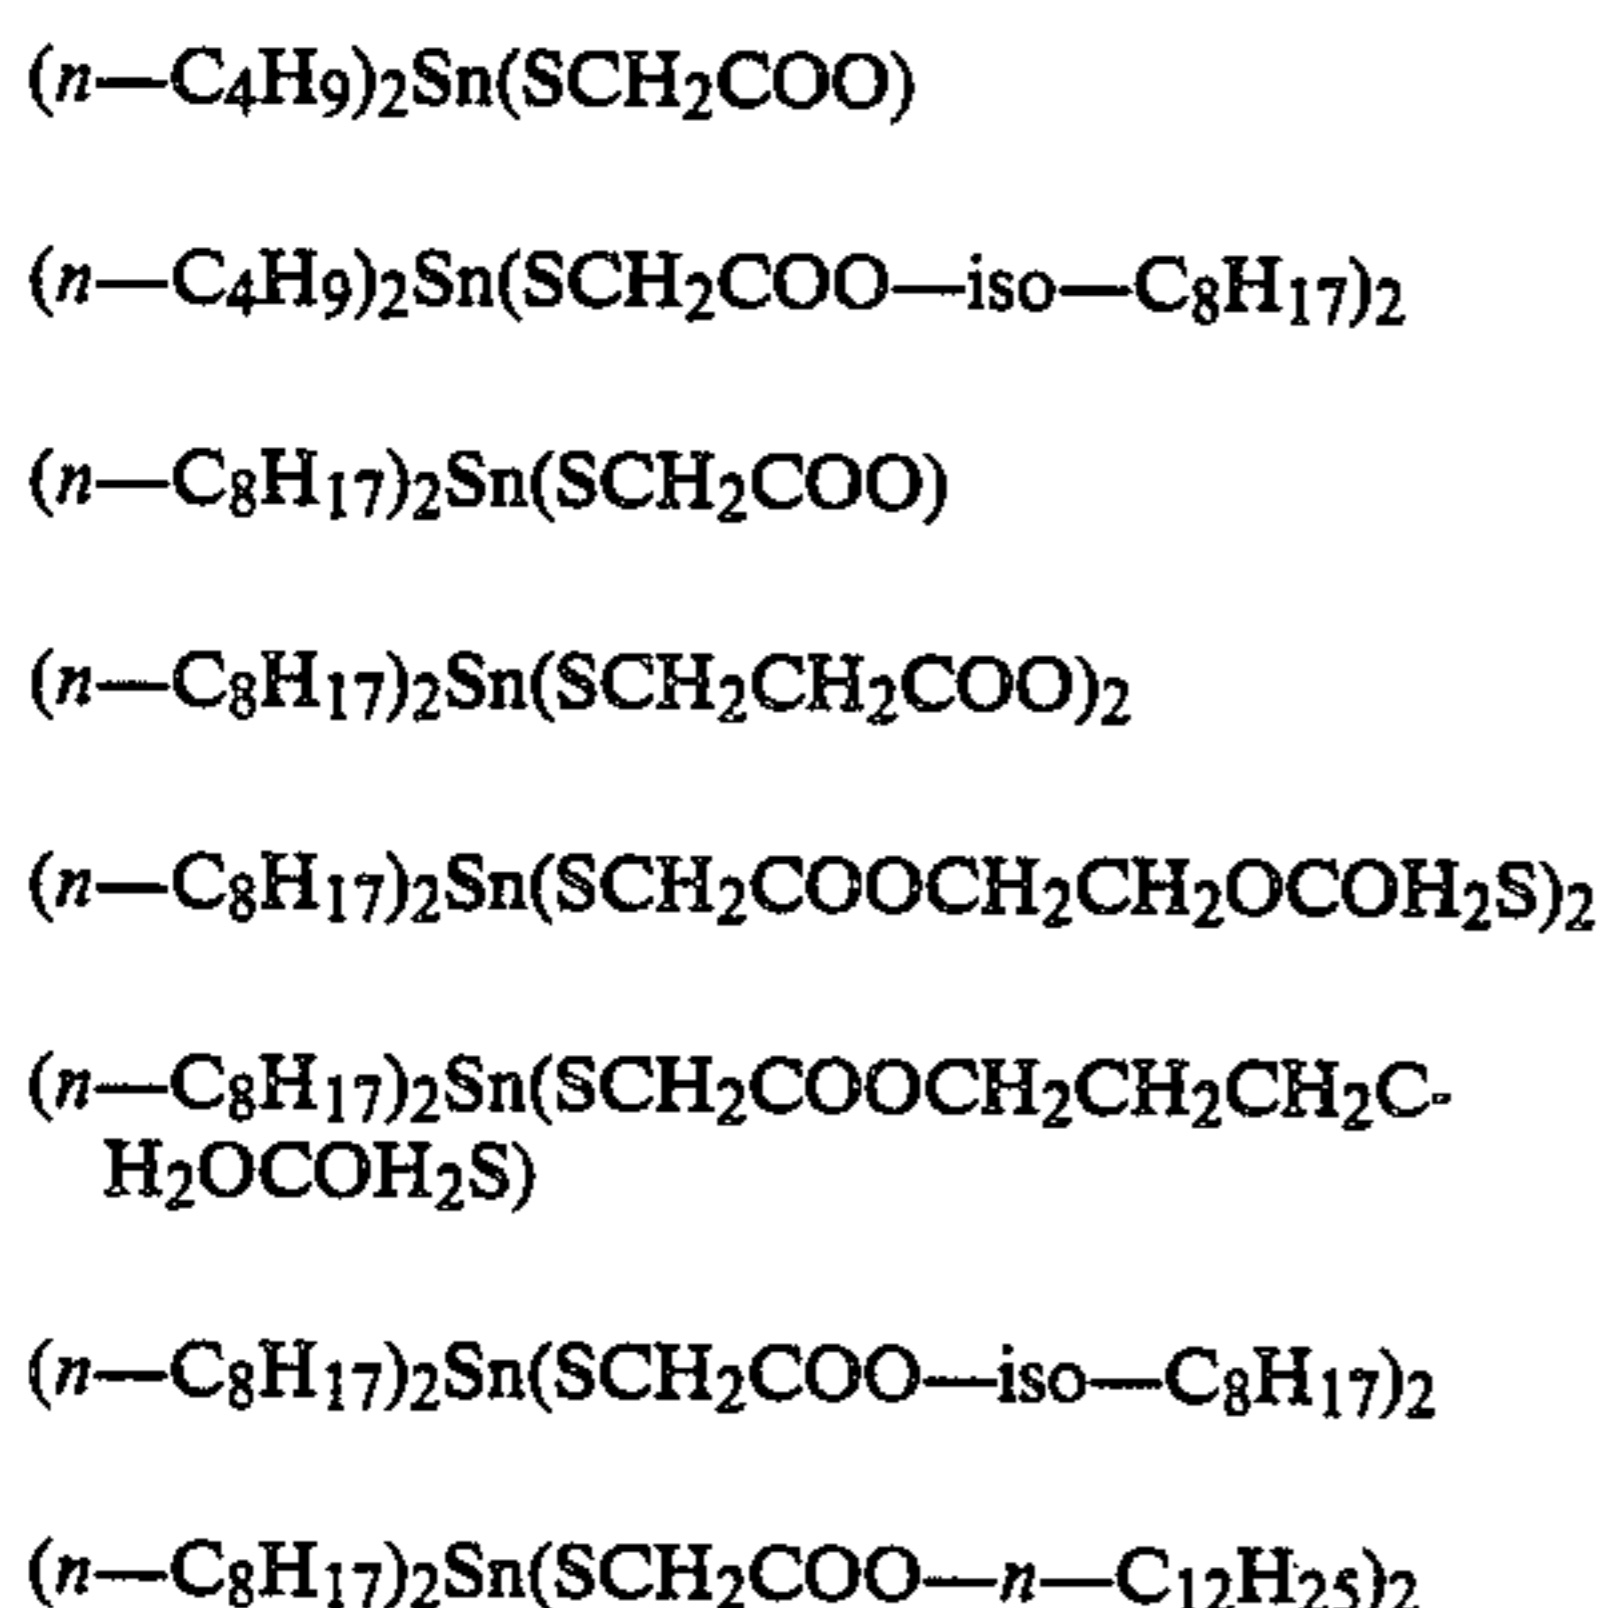 (n—C₄H₉)₂Sn(SCH₂COO)
(n—C₄H₉)₂Sn(SCH₂COO—iso—C₈H₁₇)₂
(n—C₈H₁₇)₂Sn(SCH₂COO)
(n—C₈H₁₇)₂Sn(SCH₂CH₂COO)₂
(n—C₈H₁₇)₂Sn(SCH₂COOCH₂CH₂OCOH₂S)₂
(n—C₈H₁₇)₂Sn(SCH₂COOCH₂CH₂CH₂C-
H₂OCOH₂S)
(n—C₈H₁₇)₂Sn(SCH₂COO—iso—C₈H₁₇)₂
(n—C₈H₁₇)₂Sn(SCH₂COO—n—C₁₂H₂₅)₂